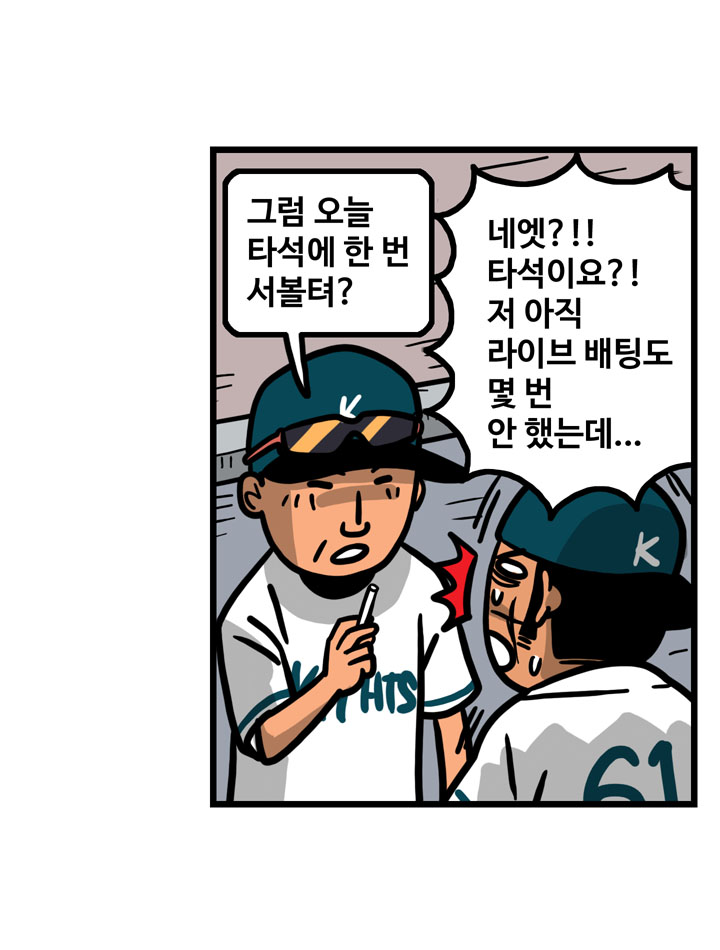 그럼 오늘
타석에 한 번
서볼텨?
네엣?!!
타석이요?!
저 아직
라이브 배팅도
몇 번
안 했는데...
K
K
61